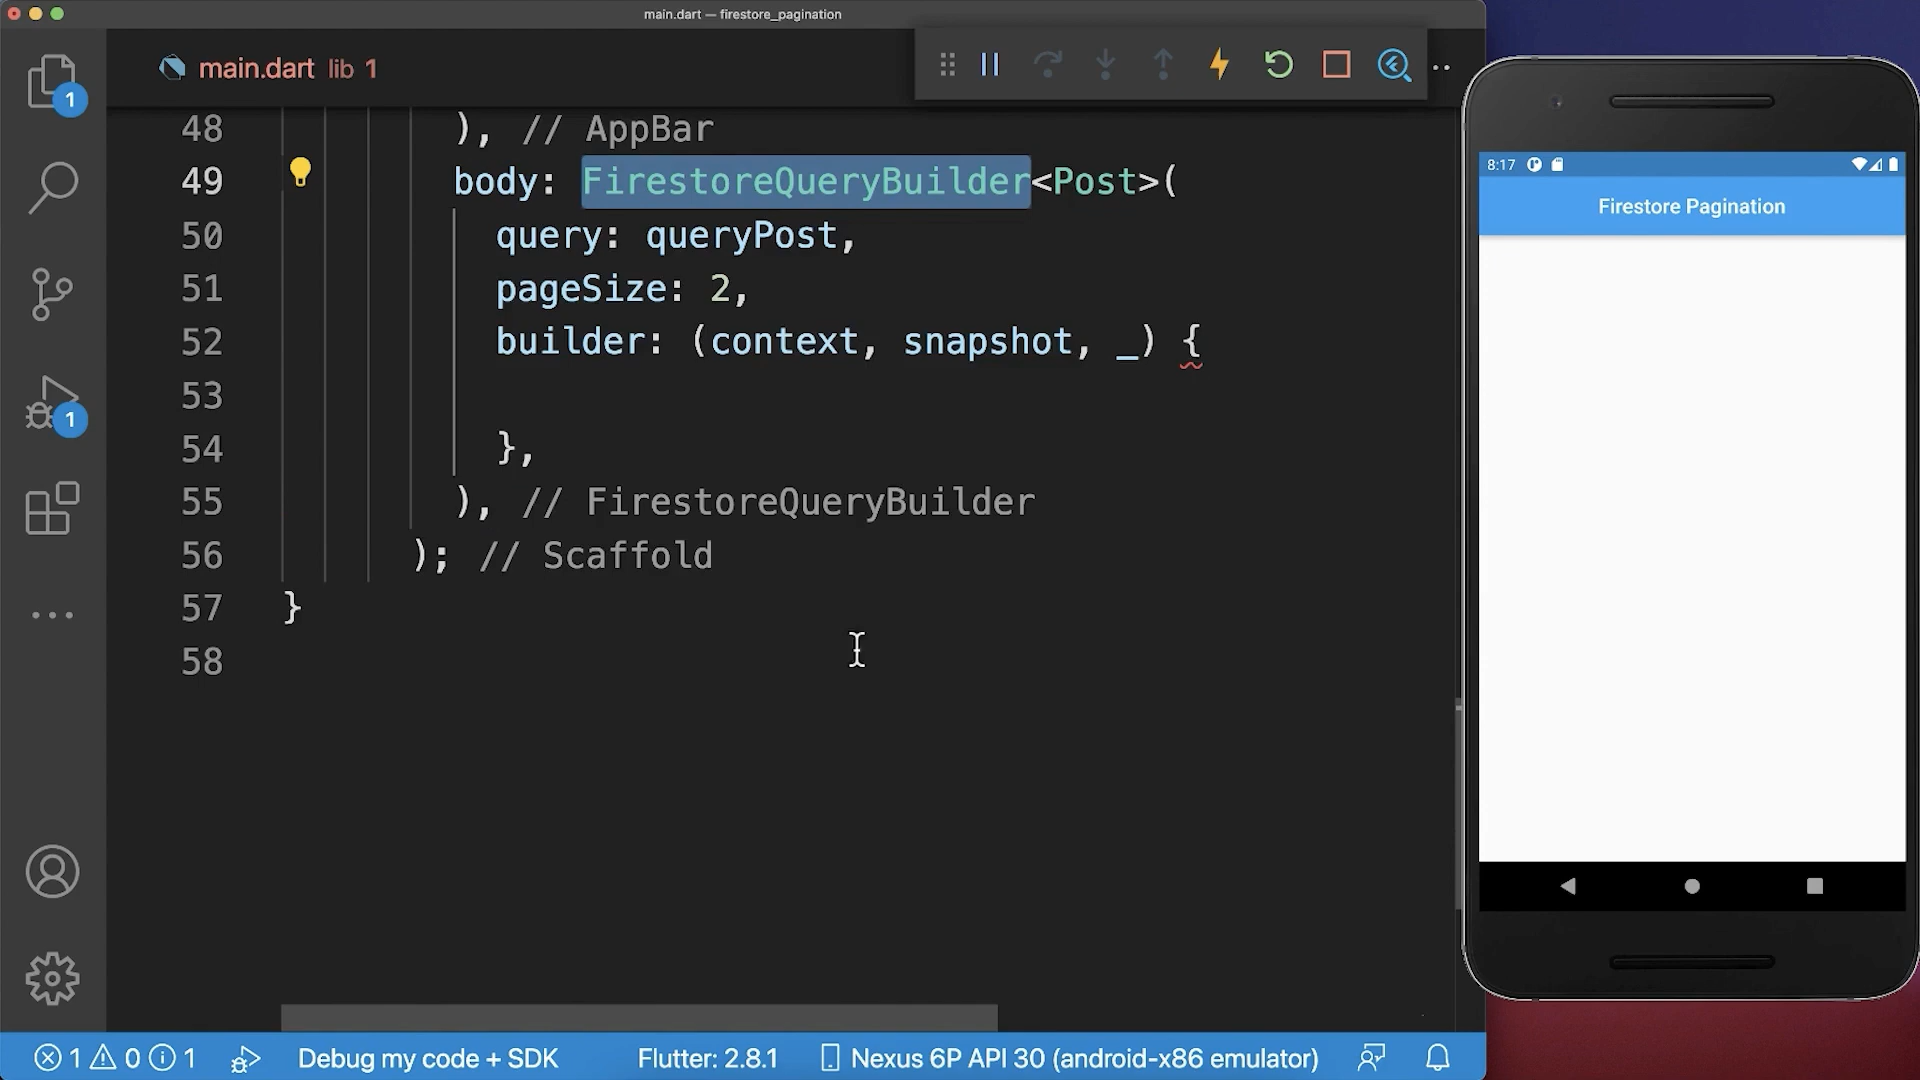 main.dart — firestore_pagination
main.dart lib 1
1
48 ), // AppBar
49 body: FirestoreQueryBuilder<Post>(
50 query: queryPost,
51 pageSize: 2,
52 builder: (context, snapshot, _) {
53
54 },
55 ), // FirestoreQueryBuilder
56 ); // Scaffold
57 }
58
1
1 0 1 Debug my code + SDK Flutter: 2.8.1 Nexus 6P API 30 (android-x86 emulator)
8:17
Firestore Pagination